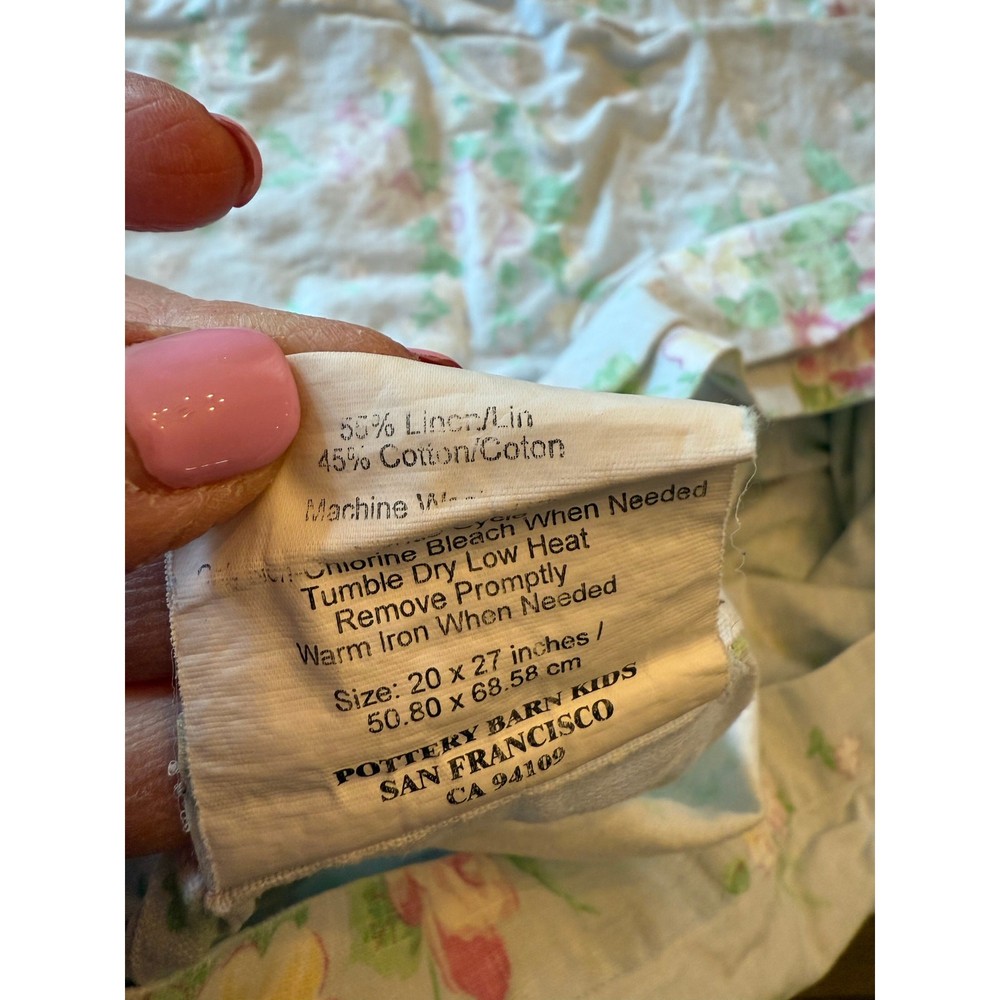 55% Linen/Lin
45% Cotton/Coton
Machine
Cycle
Chlorine Bleach When Needed
Tumble Dry Low Heat
Remove Promptly
Warm Iron When Needed
Size: 20 x 27 inches /
50.80 x 68.58 cm
POTTERY BARN KIDS
SAN FRANCISCO
CA 94109